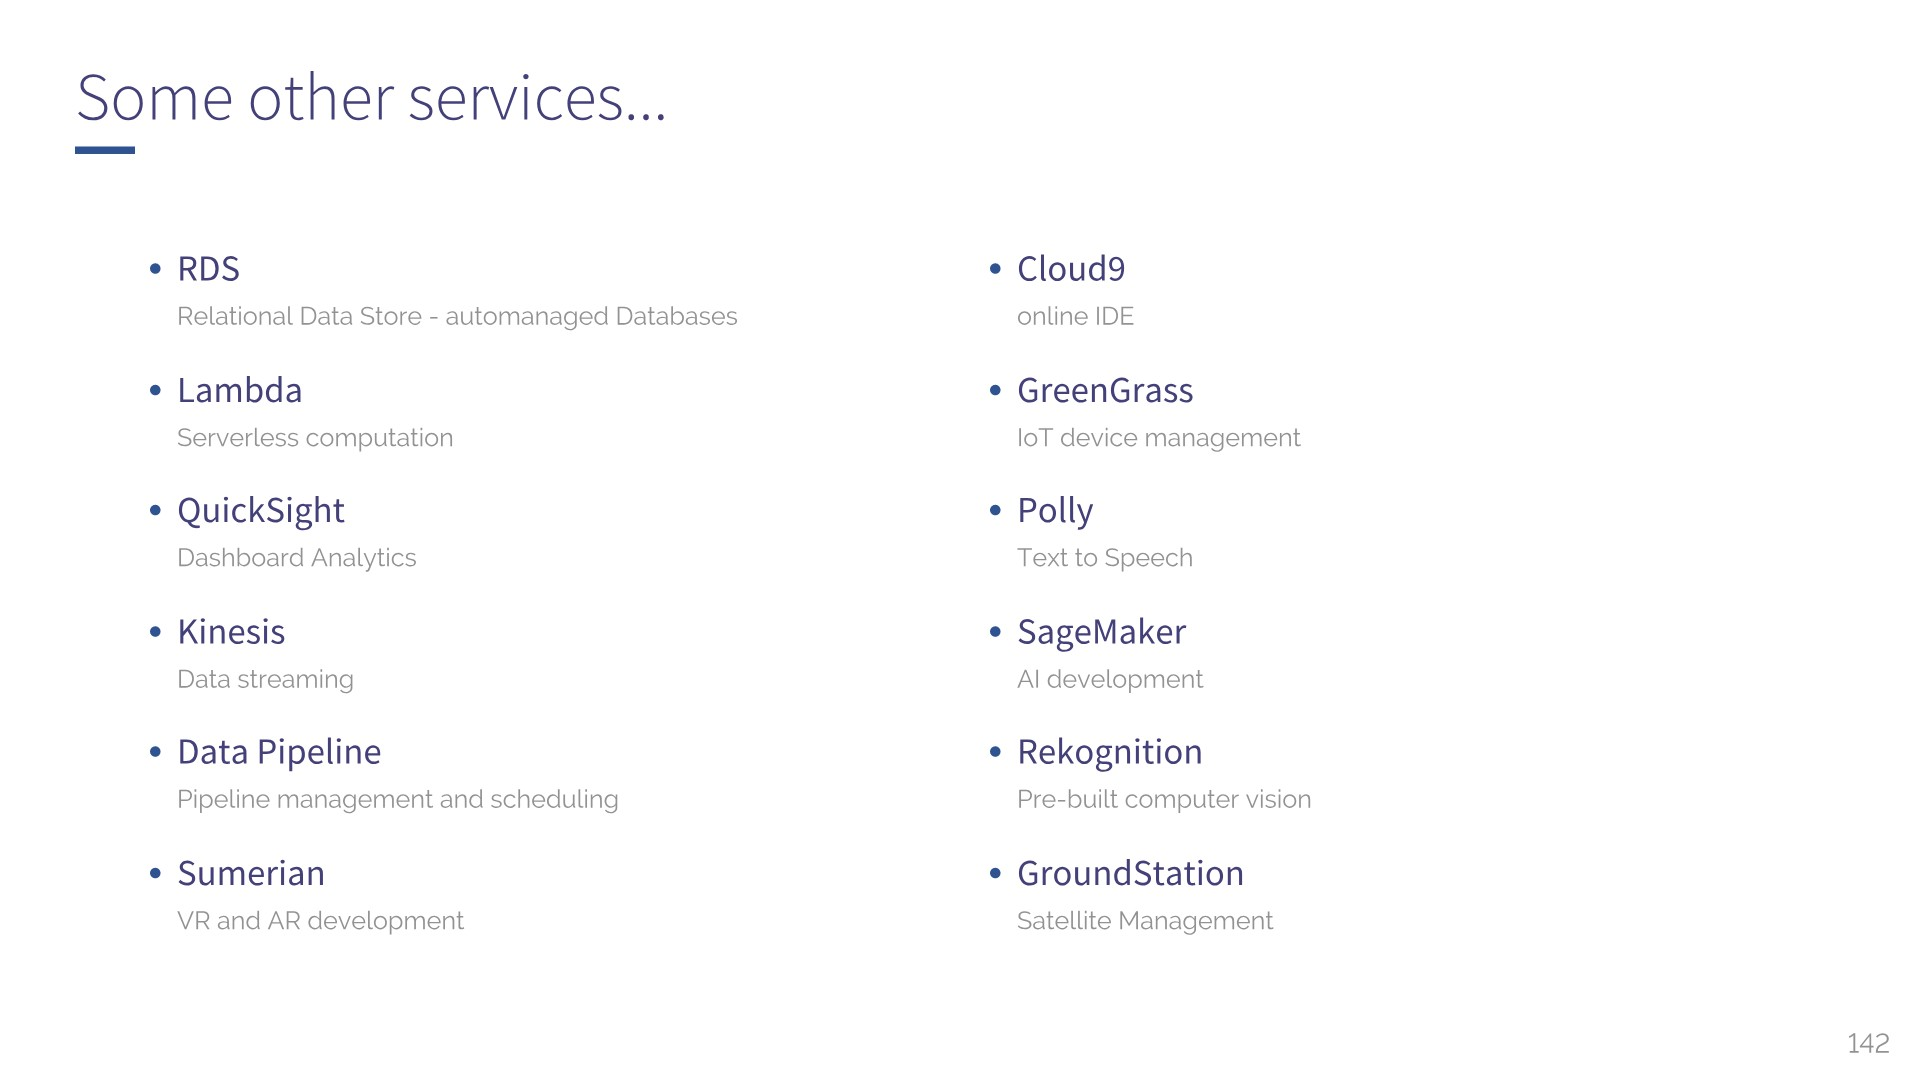 Some other services...
• RDS
Relational Data Store - automanaged Databases
• Lambda
Serverless computation
• QuickSight
Dashboard Analytics
• Kinesis
Data streaming
• Data Pipeline
Pipeline management and scheduling
• Sumerian
VR and AR development
• Cloud9
online IDE
• GreenGrass
IoT device management
• Polly
Text to Speech
• SageMaker
AI development
• Rekognition
Pre-built computer vision
• GroundStation
Satellite Management
142